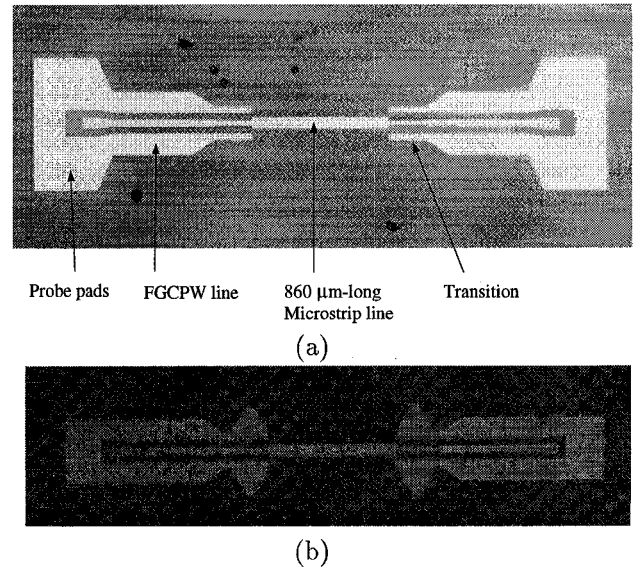 Probe pads
FGCPW line
860 μm-long
Microstrip line
Transition
(a)
(b)